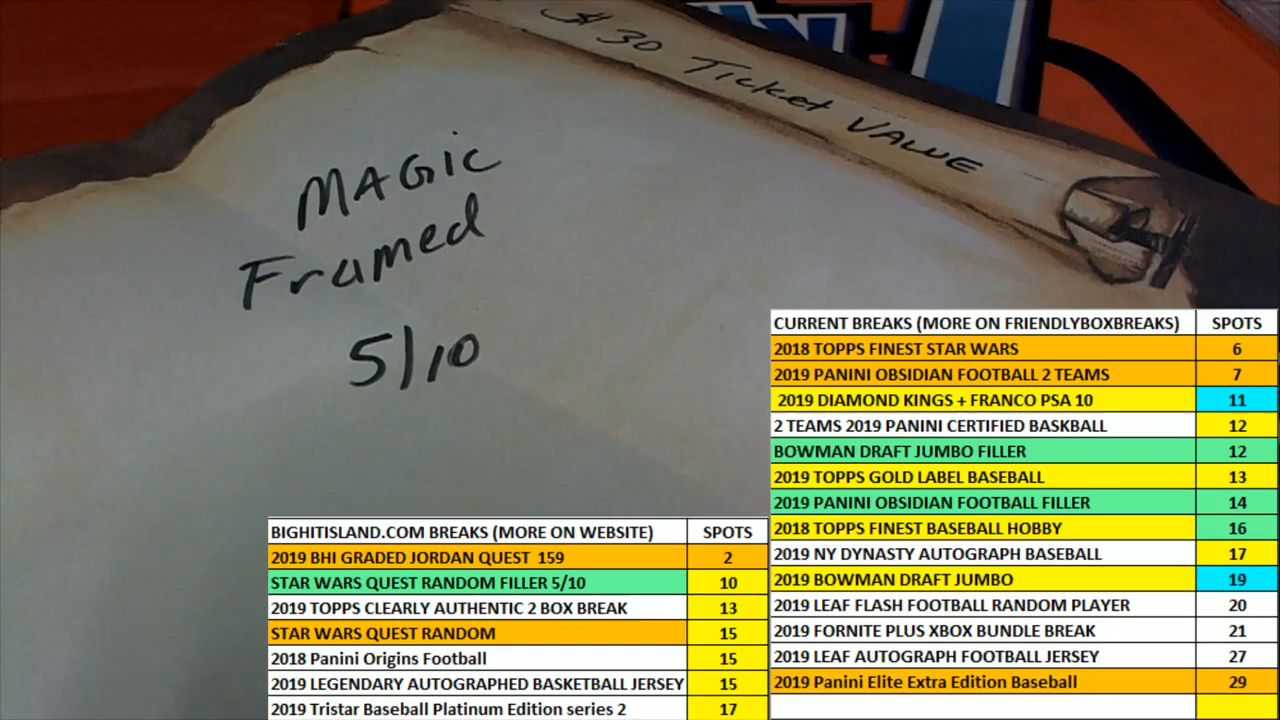 $ 30 Ticket VALUE
MAGIC
Framed
5/10
CURRENT BREAKS (MORE ON FRIENDLYBOXBREAKS) SPOTS
2018 TOPPS FINEST STAR WARS 6
2019 PANINI OBSIDIAN FOOTBALL 2 TEAMS 7
2019 DIAMOND KINGS + FRANCO PSA 10 11
2 TEAMS 2019 PANINI CERTIFIED BASKBALL 12
BOWMAN DRAFT JUMBO FILLER 12
2019 TOPPS GOLD LABEL BASEBALL 13
2019 PANINI OBSIDIAN FOOTBALL FILLER 14
2018 TOPPS FINEST BASEBALL HOBBY 16
2019 NY DYNASTY AUTOGRAPH BASEBALL 17
2019 BOWMAN DRAFT JUMBO 19
2019 LEAF FLASH FOOTBALL RANDOM PLAYER 20
2019 FORNITE PLUS XBOX BUNDLE BREAK 21
2019 LEAF AUTOGRAPH FOOTBALL JERSEY 27
2019 Panini Elite Extra Edition Baseball 29
BIGHITISLAND.COM BREAKS (MORE ON WEBSITE) SPOTS
2019 BHI GRADED JORDAN QUEST 159 2
STAR WARS QUEST RANDOM FILLER 5/10 10
2019 TOPPS CLEARLY AUTHENTIC 2 BOX BREAK 13
STAR WARS QUEST RANDOM 15
2018 Panini Origins Football 15
2019 LEGENDARY AUTOGRAPHED BASKETBALL JERSEY 15
2019 Tristar Baseball Platinum Edition series 2 17